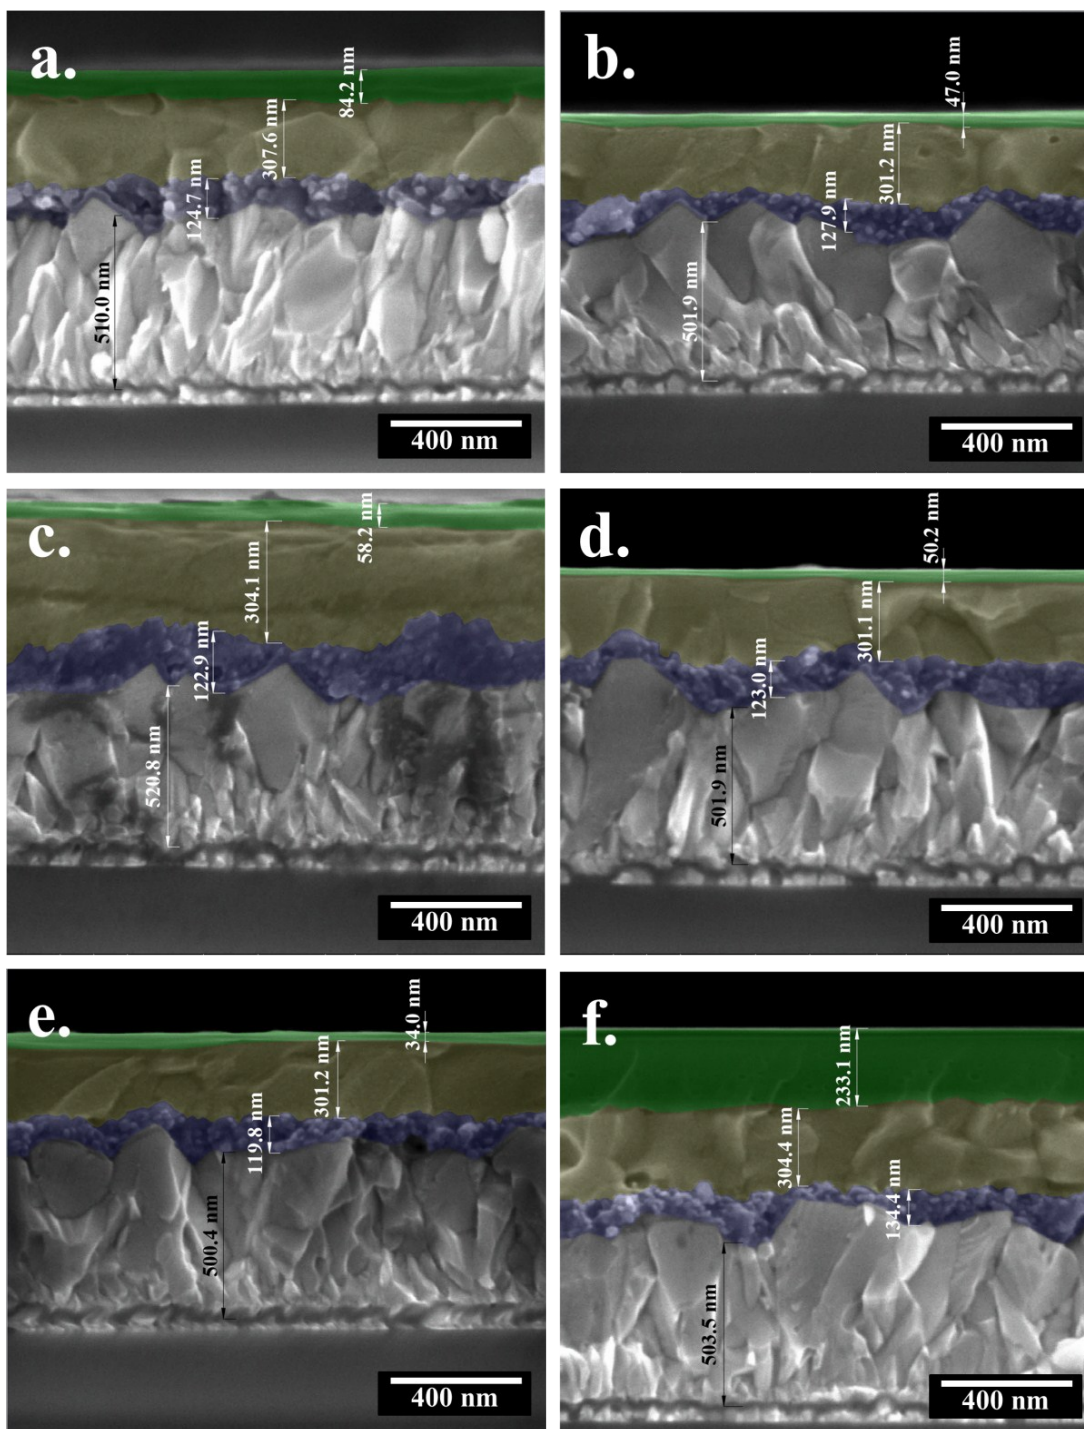 a.
84.2 nm
307.6 nm
124.7 nm
510.0 nm
400 nm
b.
47.0 nm
301.2 nm
127.9 nm
501.9 nm
400 nm
c.
58.2 nm
304.1 nm
122.9 nm
520.8 nm
400 nm
d.
50.2 nm
301.1 nm
123.0 nm
501.9 nm
400 nm
e.
34.0 nm
301.2 nm
119.8 nm
500.4 nm
400 nm
f.
233.1 nm
304.4 nm
134.4 nm
503.5 nm
400 nm